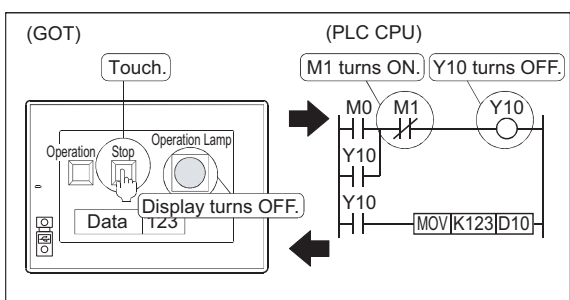 (GOT)
(PLC CPU)
Touch.
M1 turns ON.
Y10 turns OFF.
Operation
Stop
Operation Lamp
Display turns OFF.
Data
123
M0
M1
Y10
Y10
Y10
MOV K123 D10